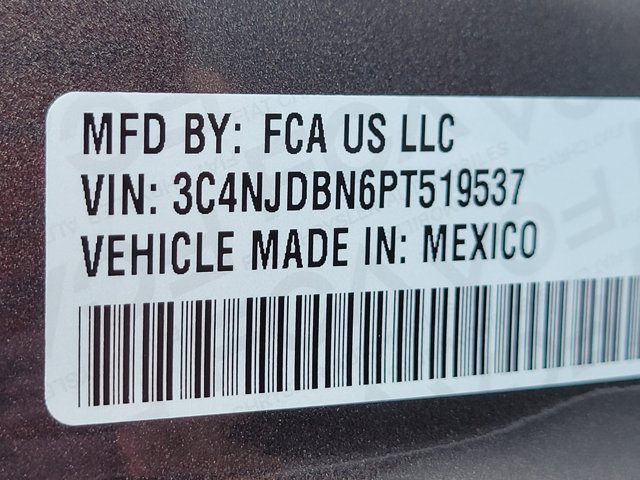 MFD BY: FCA US LLC
VIN: 3C4NJDBN6PT519537
VEHICLE MADE IN: MEXICO